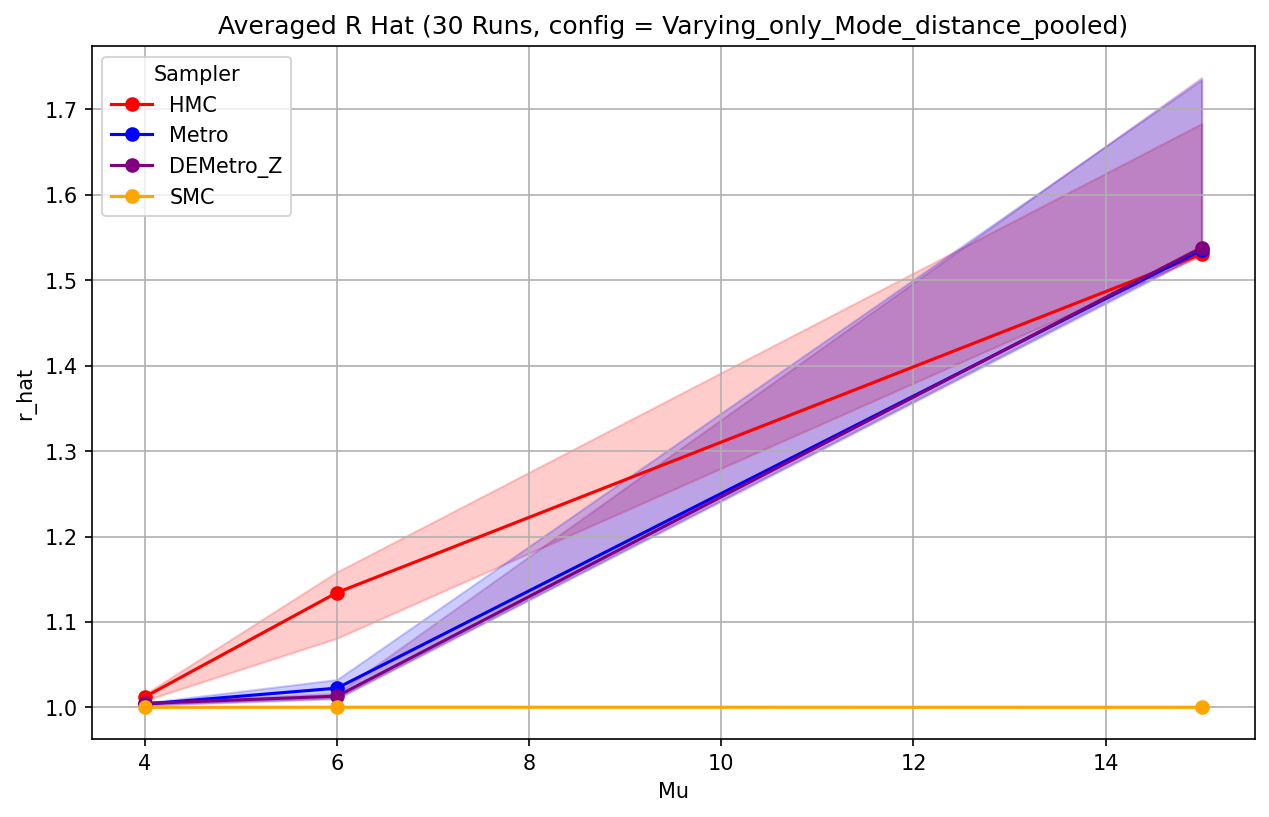 Averaged R Hat (30 Runs, config = Varying_only_Mode_distance_pooled)
Sampler
HMC
Metro
DEMetro_Z
SMC
r_hat
1.7
1.6
1.5
1.4
1.3
1.2
1.1
1.0
4
6
8
10
12
14
Mu